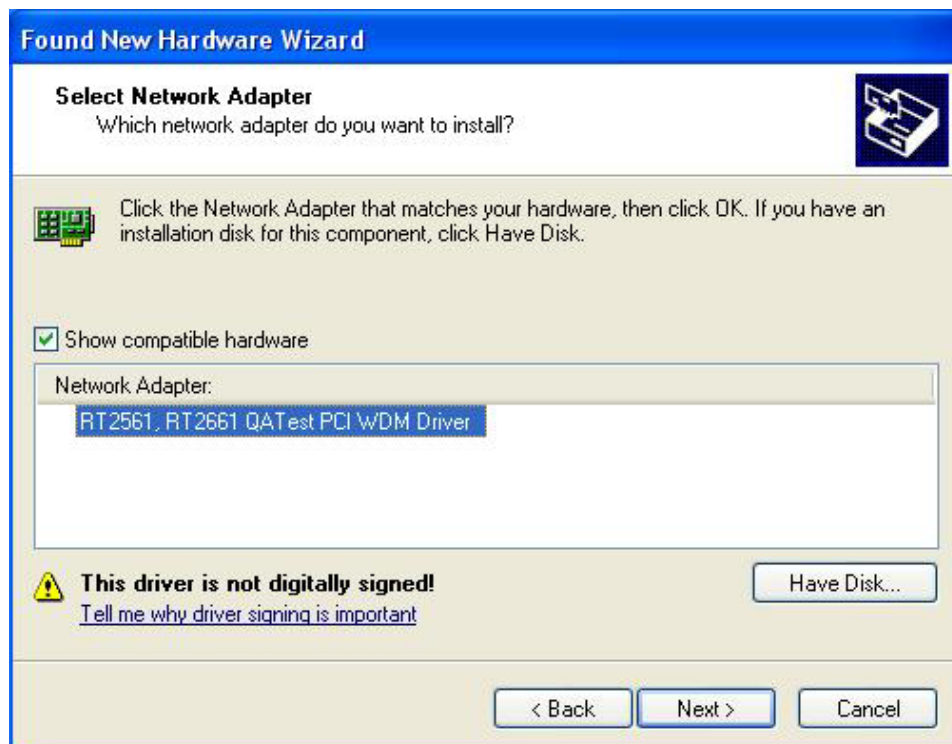 Found New Hardware Wizard
Select Network Adapter
Which network adapter do you want to install?
Click the Network Adapter that matches your hardware, then click OK. If you have an
installation disk for this component, click Have Disk.
Show compatible hardware
Network Adapter:
RT2561, RT2661 QATest PCI WDM Driver
This driver is not digitally signed!
Have Disk...
Tell me why driver signing is important
< Back
Next >
Cancel